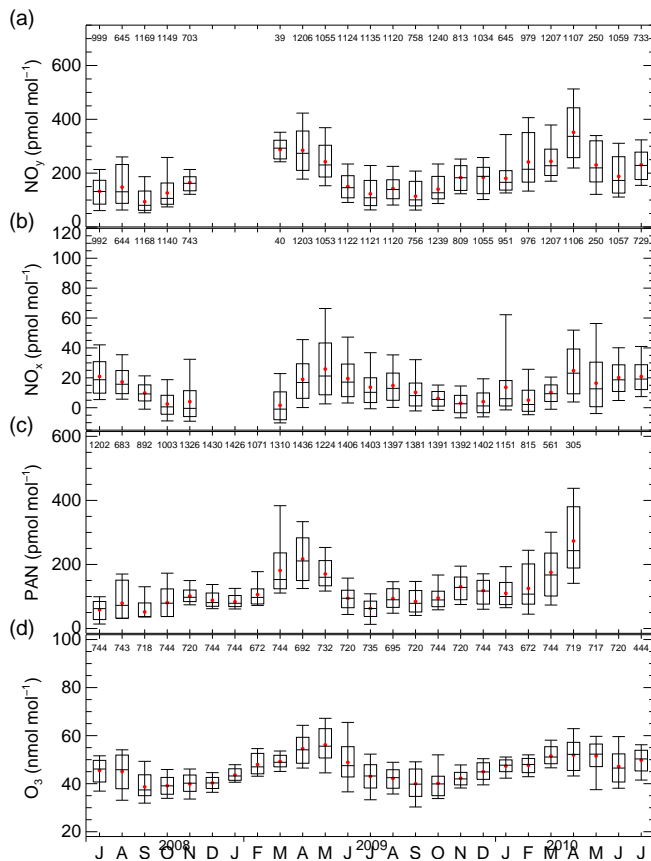 (a)
999 645 1169 1149 703 39 1206 1055 1124 1135 1120 758 1240 813 1034 645 979 1207 1107 250 1059 733
600
400
200
0
NOy (pmol mol−1)
(b)
992 644 1168 1140 743 40 1203 1053 1122 1121 1120 756 1239 809 1055 951 976 1207 1106 250 1057 729
120
100
80
60
40
20
0
NOx (pmol mol−1)
(c)
1202 683 892 1003 1326 1430 1426 1071 1310 1436 1224 1406 1403 1397 1381 1391 1392 1402 1151 815 561 305
600
400
200
0
PAN (pmol mol−1)
(d)
744 743 718 744 720 744 744 672 744 692 732 720 735 695 720 744 720 744 743 672 744 719 717 720 444
100
80
60
40
20
O3 (nmol mol−1)
2008 2009 2010
J A S O N D J F M A M J J A S O N D J F M A M J J